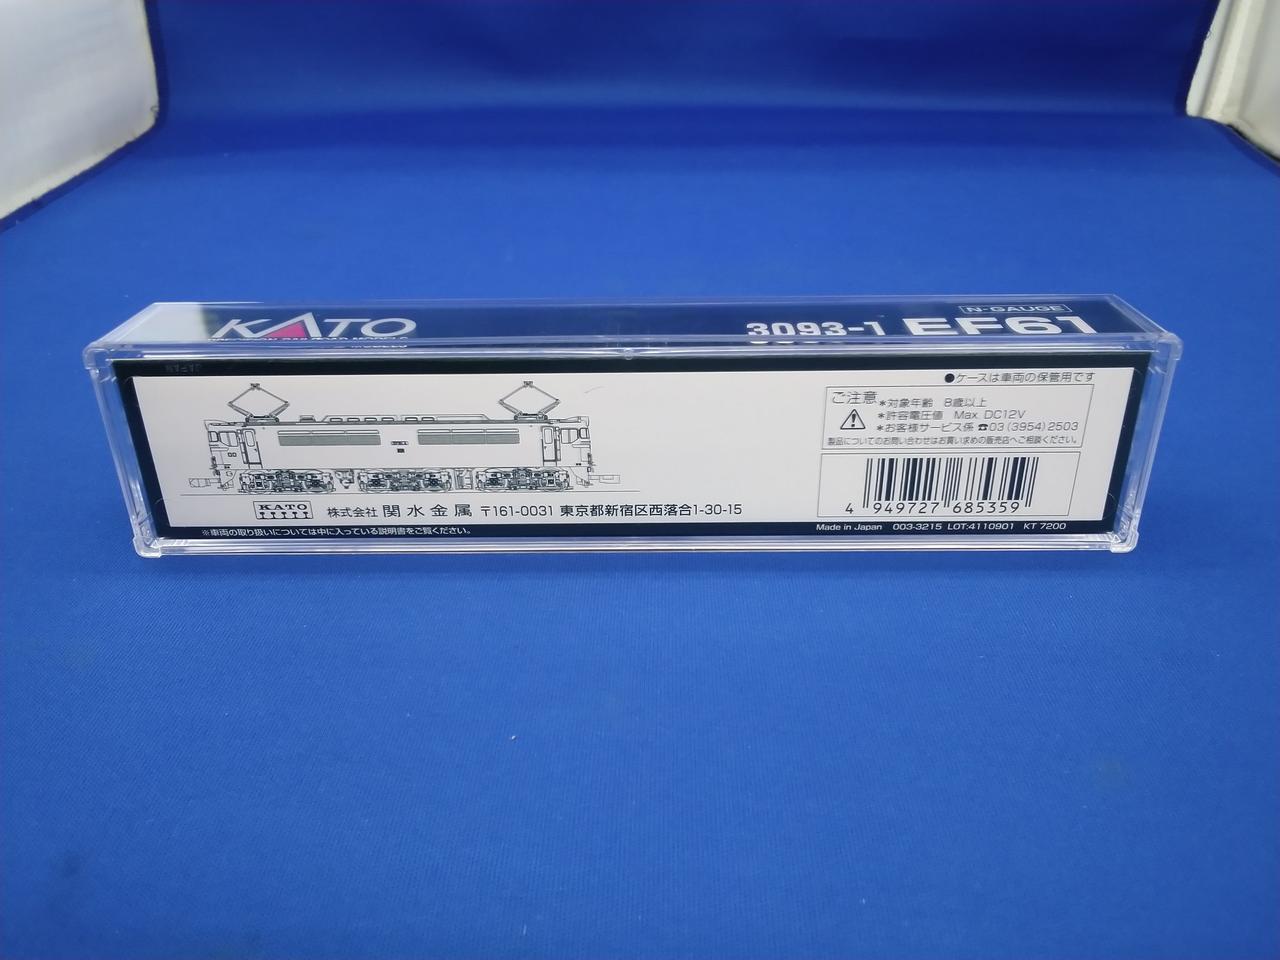 KATO
3093-1 EF61
N-GAUGE
JAPAN
●ケースは車両の保管用です
ご注意
*対象年齢 8歳以上
*許容電圧値 Max. DC12V
*お客様サービス係 ☎03(3954)2503
製品についてのお問い合わせはお買い求めの販売店へご相談ください。
4 949727 685359
KATO
株式会社 関水金属 〒161-0031 東京都新宿区西落合1-30-15
※車両の取り扱いについては中に入っている説明書をご覧ください。
Made in Japan 003-3215 LOT:4110901 KT 7200